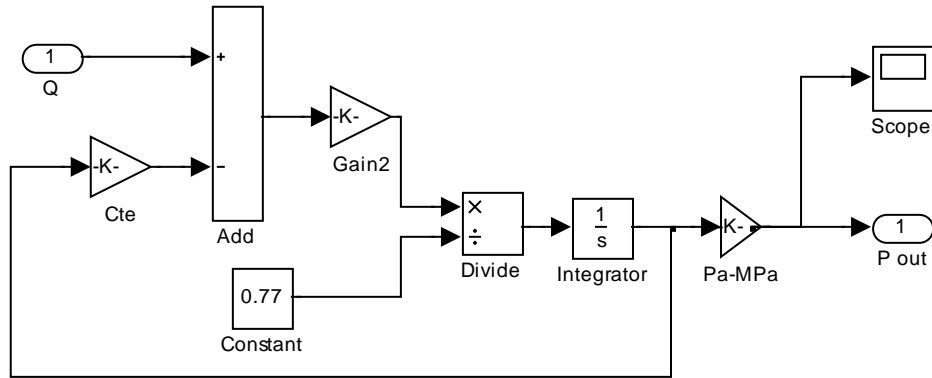 1
Q
+
-K-
−
Cte
Add
-K-
Gain2
×
÷
Divide
0.77
Constant
1
s
Integrator
K-
Pa-MPa
Scope
1
P out